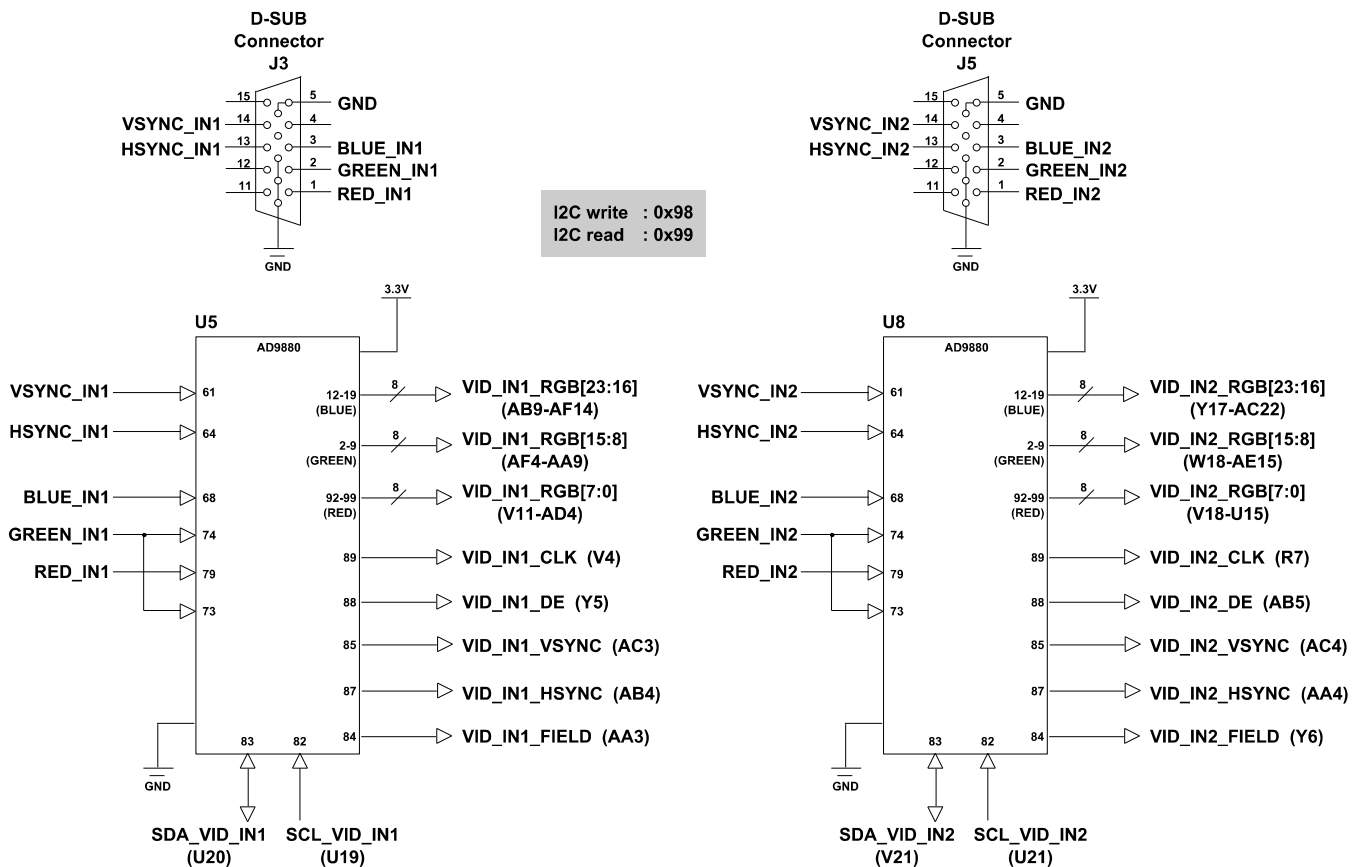 D-SUB
Connector
J3
15
14
13
12
11
5
4
3
2
1
GND
VSYNC_IN1
HSYNC_IN1
BLUE_IN1
GREEN_IN1
RED_IN1
GND
I2C write : 0x98
I2C read : 0x99
D-SUB
Connector
J5
15
14
13
12
11
5
4
3
2
1
GND
VSYNC_IN2
HSYNC_IN2
BLUE_IN2
GREEN_IN2
RED_IN2
GND
3.3V
U5
AD9880
VSYNC_IN1
61
HSYNC_IN1
64
BLUE_IN1
68
GREEN_IN1
74
RED_IN1
79
73
12-19
(BLUE)
8
VID_IN1_RGB[23:16]
(AB9-AF14)
2-9
(GREEN)
8
VID_IN1_RGB[15:8]
(AF4-AA9)
92-99
(RED)
8
VID_IN1_RGB[7:0]
(V11-AD4)
89
VID_IN1_CLK (V4)
88
VID_IN1_DE (Y5)
85
VID_IN1_VSYNC (AC3)
87
VID_IN1_HSYNC (AB4)
84
VID_IN1_FIELD (AA3)
GND
83
82
SDA_VID_IN1
(U20)
SCL_VID_IN1
(U19)
3.3V
U8
AD9880
VSYNC_IN2
61
HSYNC_IN2
64
BLUE_IN2
68
GREEN_IN2
74
RED_IN2
79
73
12-19
(BLUE)
8
VID_IN2_RGB[23:16]
(Y17-AC22)
2-9
(GREEN)
8
VID_IN2_RGB[15:8]
(W18-AE15)
92-99
(RED)
8
VID_IN2_RGB[7:0]
(V18-U15)
89
VID_IN2_CLK (R7)
88
VID_IN2_DE (AB5)
85
VID_IN2_VSYNC (AC4)
87
VID_IN2_HSYNC (AA4)
84
VID_IN2_FIELD (Y6)
GND
83
82
SDA_VID_IN2
(V21)
SCL_VID_IN2
(U21)